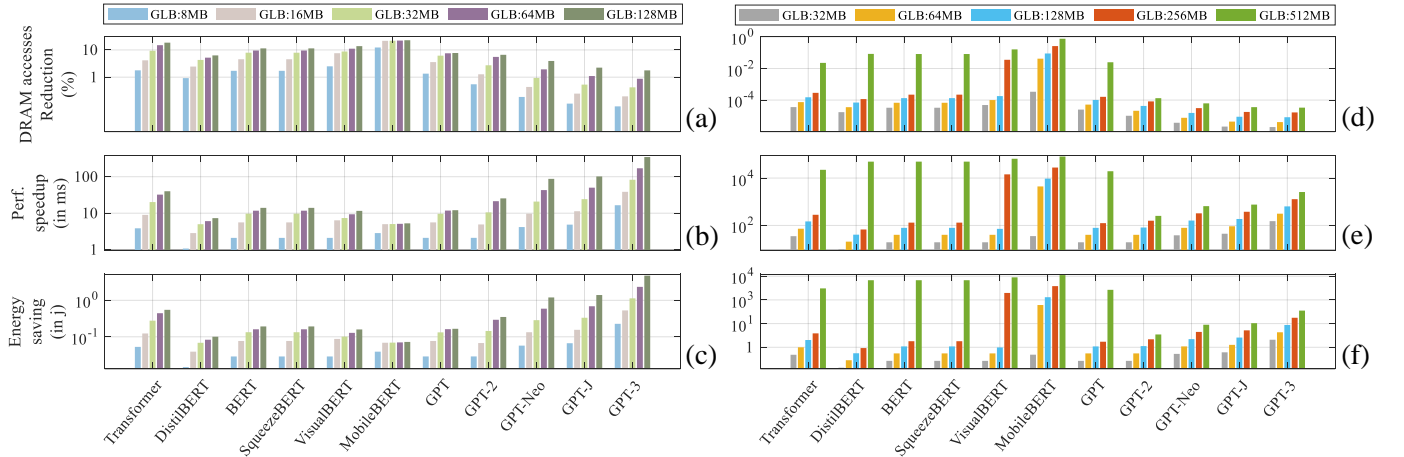 GLB:8MB GLB:16MB GLB:32MB GLB:64MB GLB:128MB
DRAM accesses
Reduction
(%)
10
1
(a)
Perf.
speedup
(in ms)
100
10
1
(b)
Energy
saving
(in j)
10^0
10^-1
(c)
Transformer
DistilBERT
BERT
SqueezeBERT
VisualBERT
MobileBERT
GPT
GPT-2
GPT-Neo
GPT-J
GPT-3
GLB:32MB GLB:64MB GLB:128MB GLB:256MB GLB:512MB
10^0
10^-2
10^-4
(d)
10^4
10^2
(e)
10^4
10^3
10^1
1
(f)
Transformer
DistilBERT
BERT
SqueezeBERT
VisualBERT
MobileBERT
GPT
GPT-2
GPT-Neo
GPT-J
GPT-3